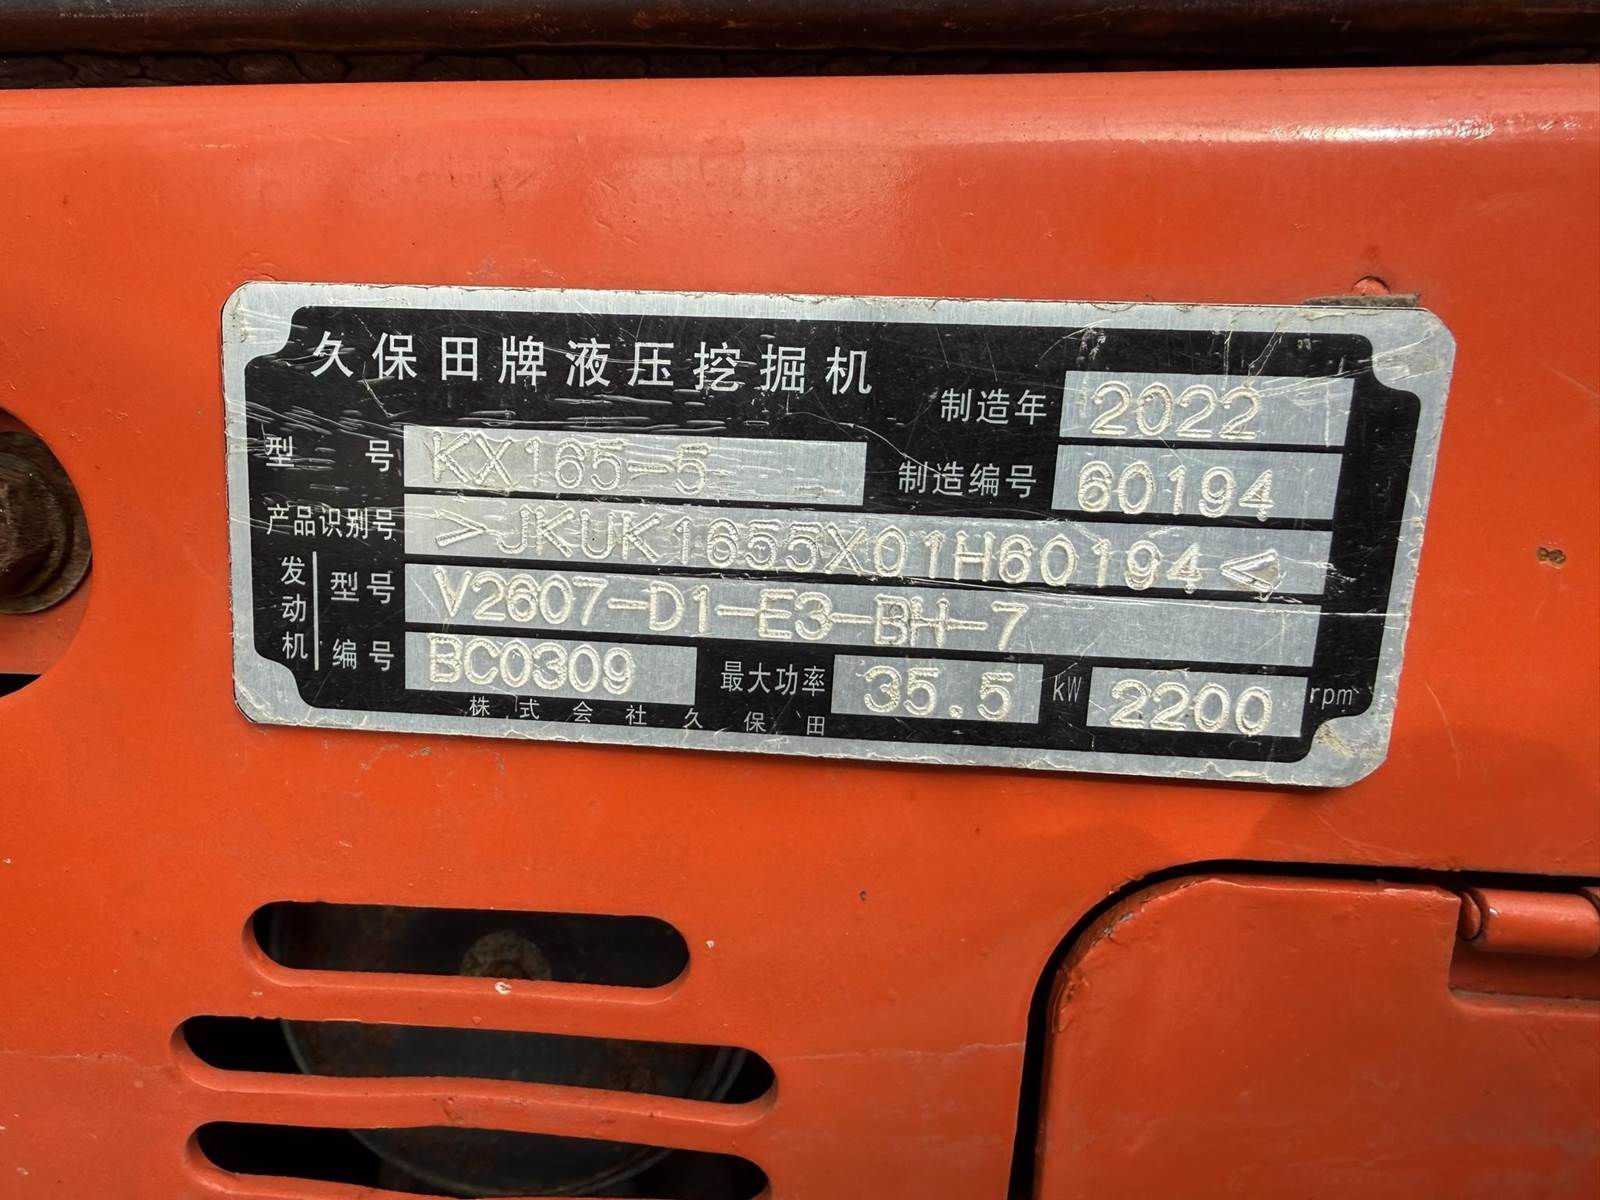 久保田牌液压挖掘机
制造年 2022
型号 KX165-5
制造编号 60194
产品识别号 >JKUK1655X01H60194<
发动机 型号 V2607-D1-E3-BH-7
编号 BC0309
最大功率 35.5 kW 2200 rpm
株式会社久保田